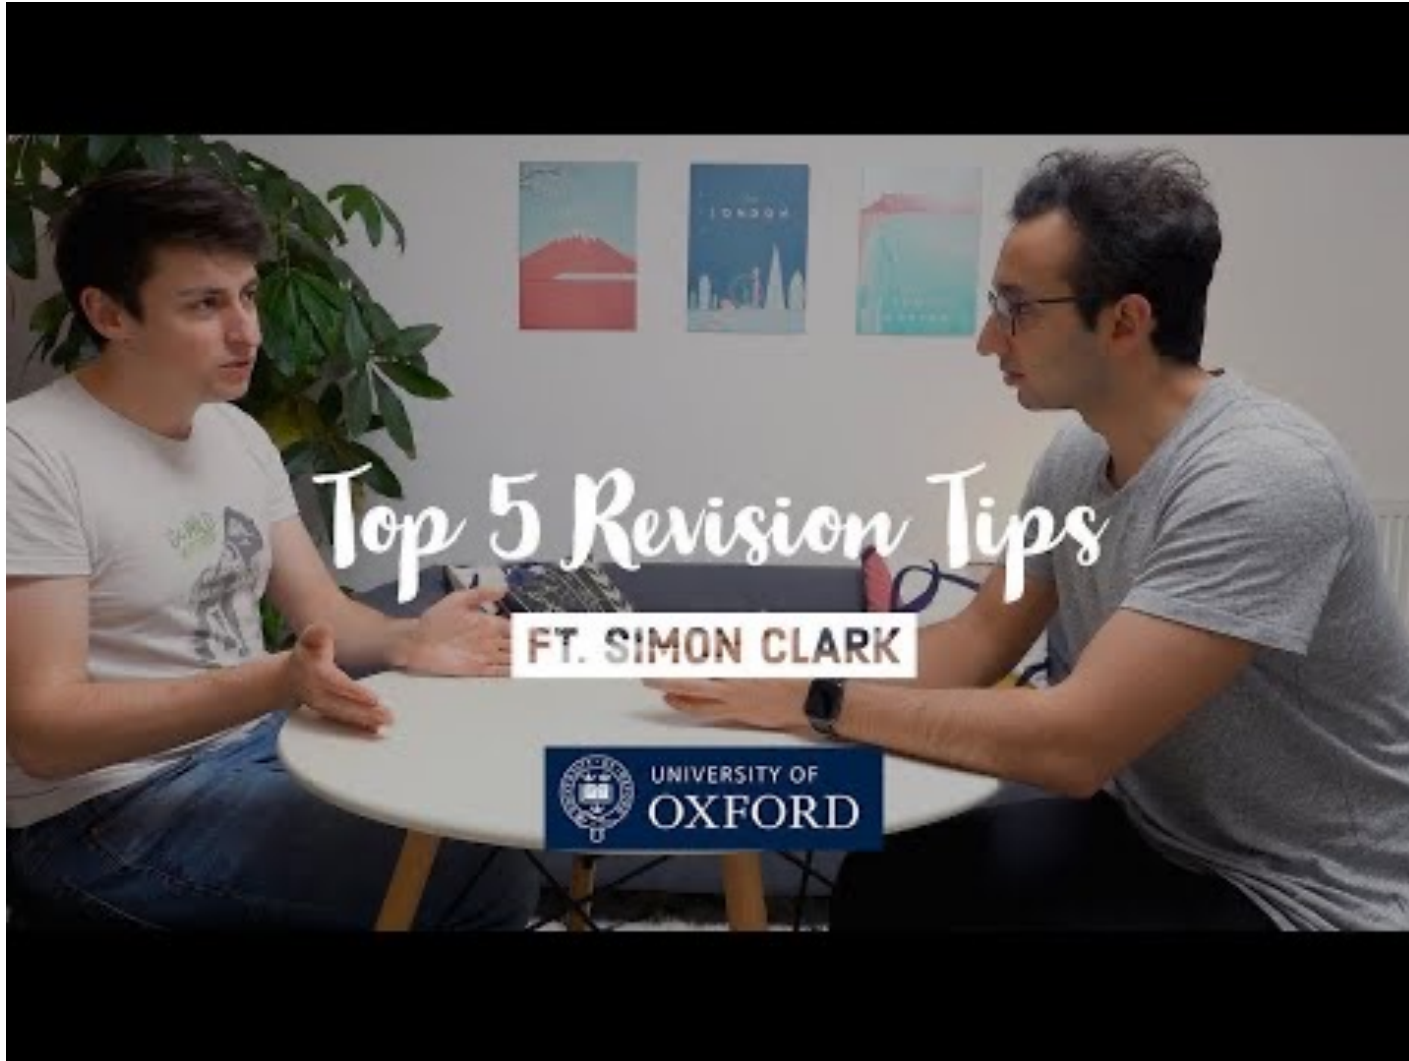 LONDON
Top 5 Revision Tips
FT. SIMON CLARK
UNIVERSITY OF
OXFORD